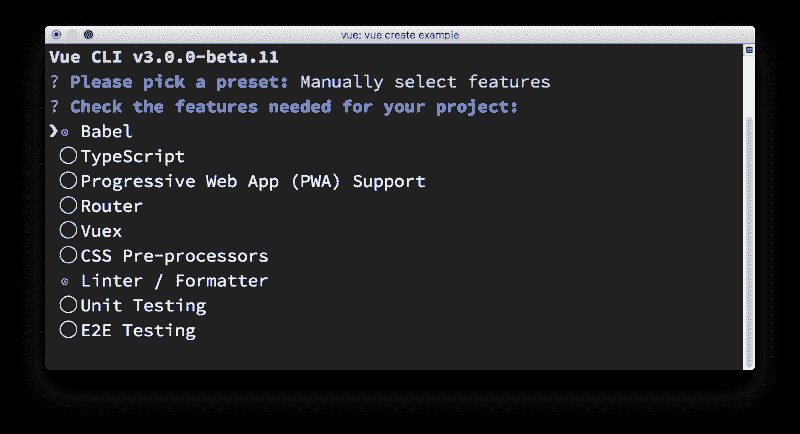 vue: vue create example
Vue CLI v3.0.0-beta.11
? Please pick a preset: Manually select features
? Check the features needed for your project:
❯◉ Babel
◯TypeScript
◯Progressive Web App (PWA) Support
◯Router
◯Vuex
◯CSS Pre-processors
◉ Linter / Formatter
◯Unit Testing
◯E2E Testing